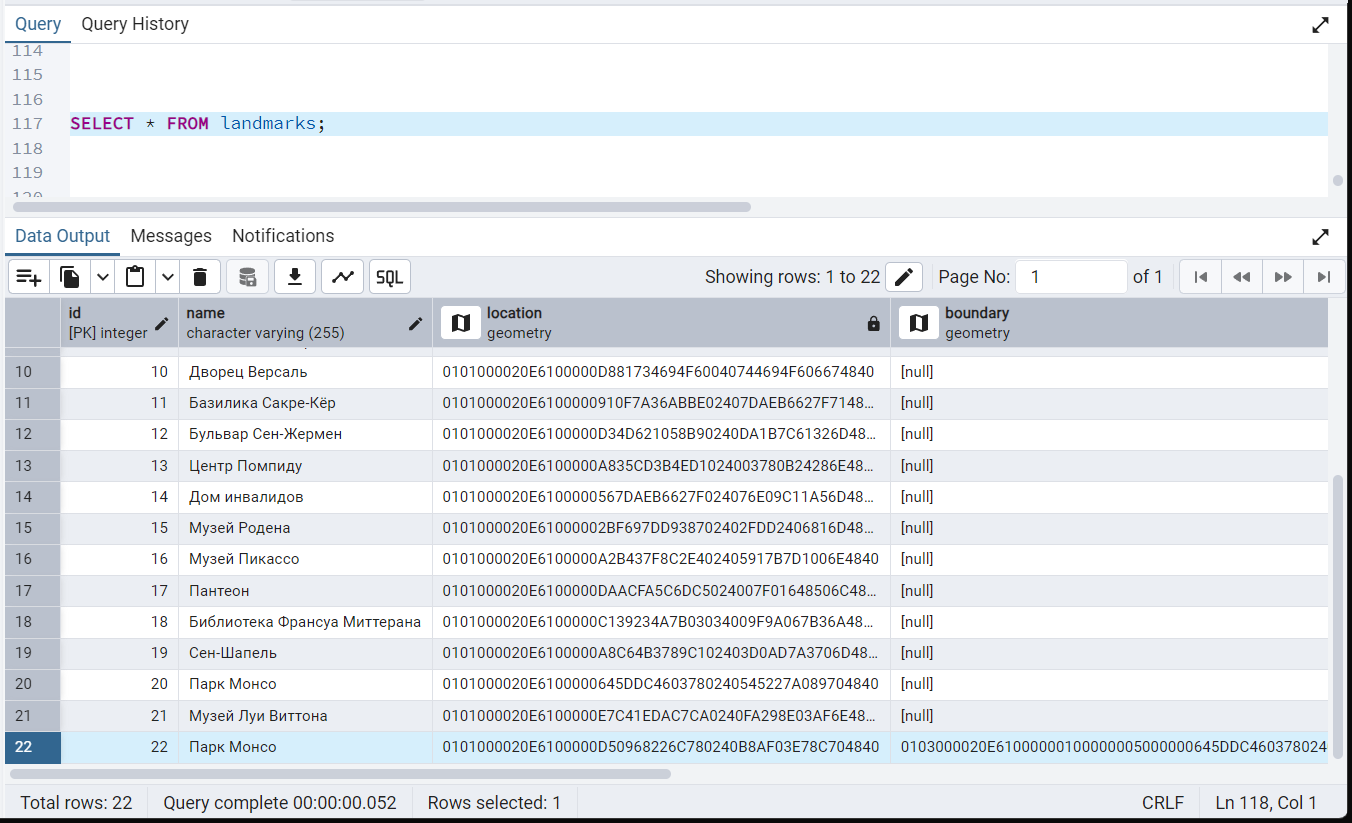 Query Query History
114
115
116
117 SELECT * FROM landmarks;
118
119
120
Data Output Messages Notifications
SQL Showing rows: 1 to 22 Page No: 1 of 1
id name location boundary
[PK] integer character varying (255) geometry geometry
10 10 Дворец Версаль 0101000020E6100000D881734694F60040744694F606674840 [null]
11 11 Базилика Сакре-Кёр 0101000020E6100000910F7A36ABBE02407DAEB6627F7148… [null]
12 12 Бульвар Сен-Жермен 0101000020E6100000D34D621058B90240DA1B7C61326D48… [null]
13 13 Центр Помпиду 0101000020E6100000A835CD3B4ED1024003780B24286E48… [null]
14 14 Дом инвалидов 0101000020E6100000567DAEB6627F024076E09C11A56D48… [null]
15 15 Музей Родена 0101000020E61000002BF697DD938702402FDD2406816D48… [null]
16 16 Музей Пикассо 0101000020E6100000A2B437F8C2E402405917B7D1006E4840 [null]
17 17 Пантеон 0101000020E6100000DAACFA5C6DC5024007F01648506C48… [null]
18 18 Библиотека Франсуа Миттерана 0101000020E6100000C139234A7B03034009F9A067B36A48… [null]
19 19 Сен-Шапель 0101000020E6100000A8C64B3789C102403D0AD7A3706D48… [null]
20 20 Парк Монсо 0101000020E6100000645DDC4603780240545227A089704840 [null]
21 21 Музей Луи Виттона 0101000020E6100000E7C41EDAC7CA0240FA298E03AF6E48… [null]
22 22 Парк Монсо 0101000020E6100000D50968226C780240B8AF03E78C704840 0103000020E61000000100000005000000645DDC460378024
Total rows: 22 Query complete 00:00:00.052 Rows selected: 1 CRLF Ln 118, Col 1